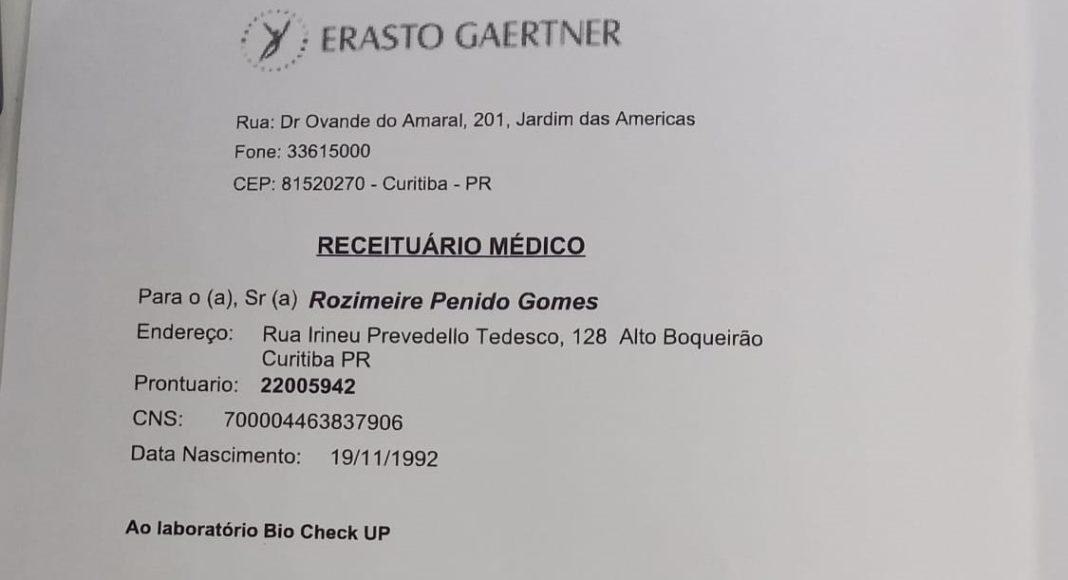 ERASTO GAERTNER
Rua: Dr Ovande do Amaral, 201, Jardim das Americas
Fone: 33615000
CEP: 81520270 - Curitiba - PR
RECEITUÁRIO MÉDICO
Para o (a), Sr (a) Rozimeire Penido Gomes
Endereço: Rua Irineu Prevedello Tedesco, 128 Alto Boqueirão
Curitiba PR
Prontuario: 22005942
CNS: 700004463837906
Data Nascimento: 19/11/1992
Ao laboratório Bio Check UP